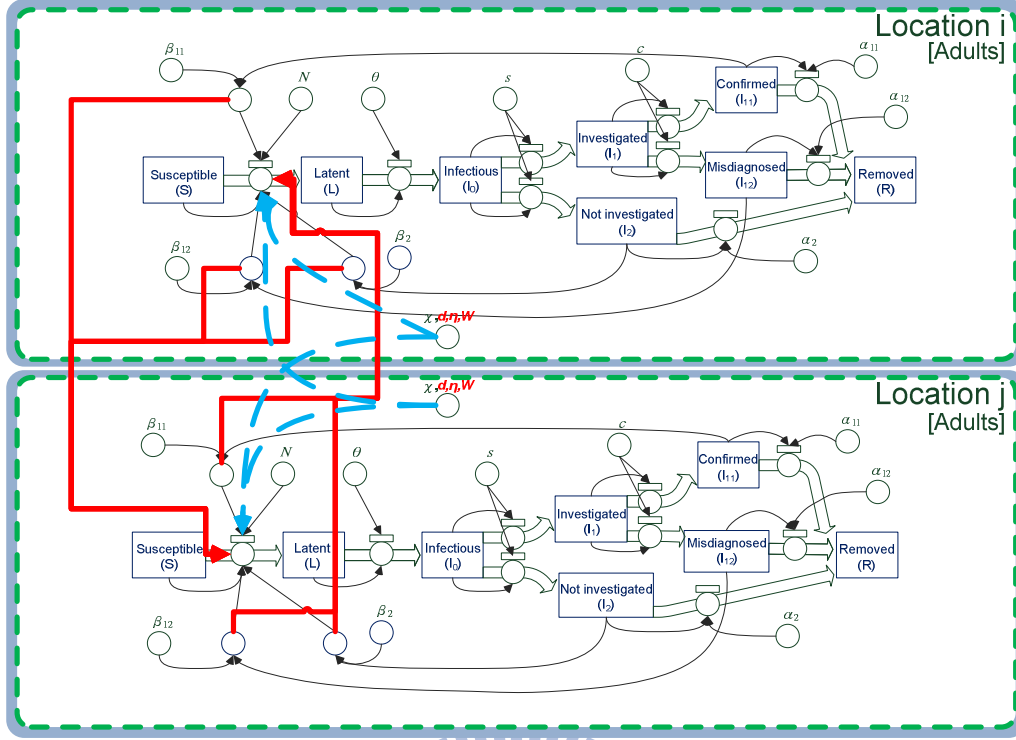 Location i
[Adults]
β11
N
θ
s
c
α11
α12
Confirmed
(I11)
Susceptible
(S)
Latent
(L)
Infectious
(I0)
Investigated
(I1)
Misdiagnosed
(I12)
Removed
(R)
Not investigated
(I2)
β12
β2
α2
χ,d,η,W
χ,d,η,W
Location j
[Adults]
β11
N
θ
s
c
α11
α12
Confirmed
(I11)
Susceptible
(S)
Latent
(L)
Infectious
(I0)
Investigated
(I1)
Misdiagnosed
(I12)
Removed
(R)
Not investigated
(I2)
β12
β2
α2